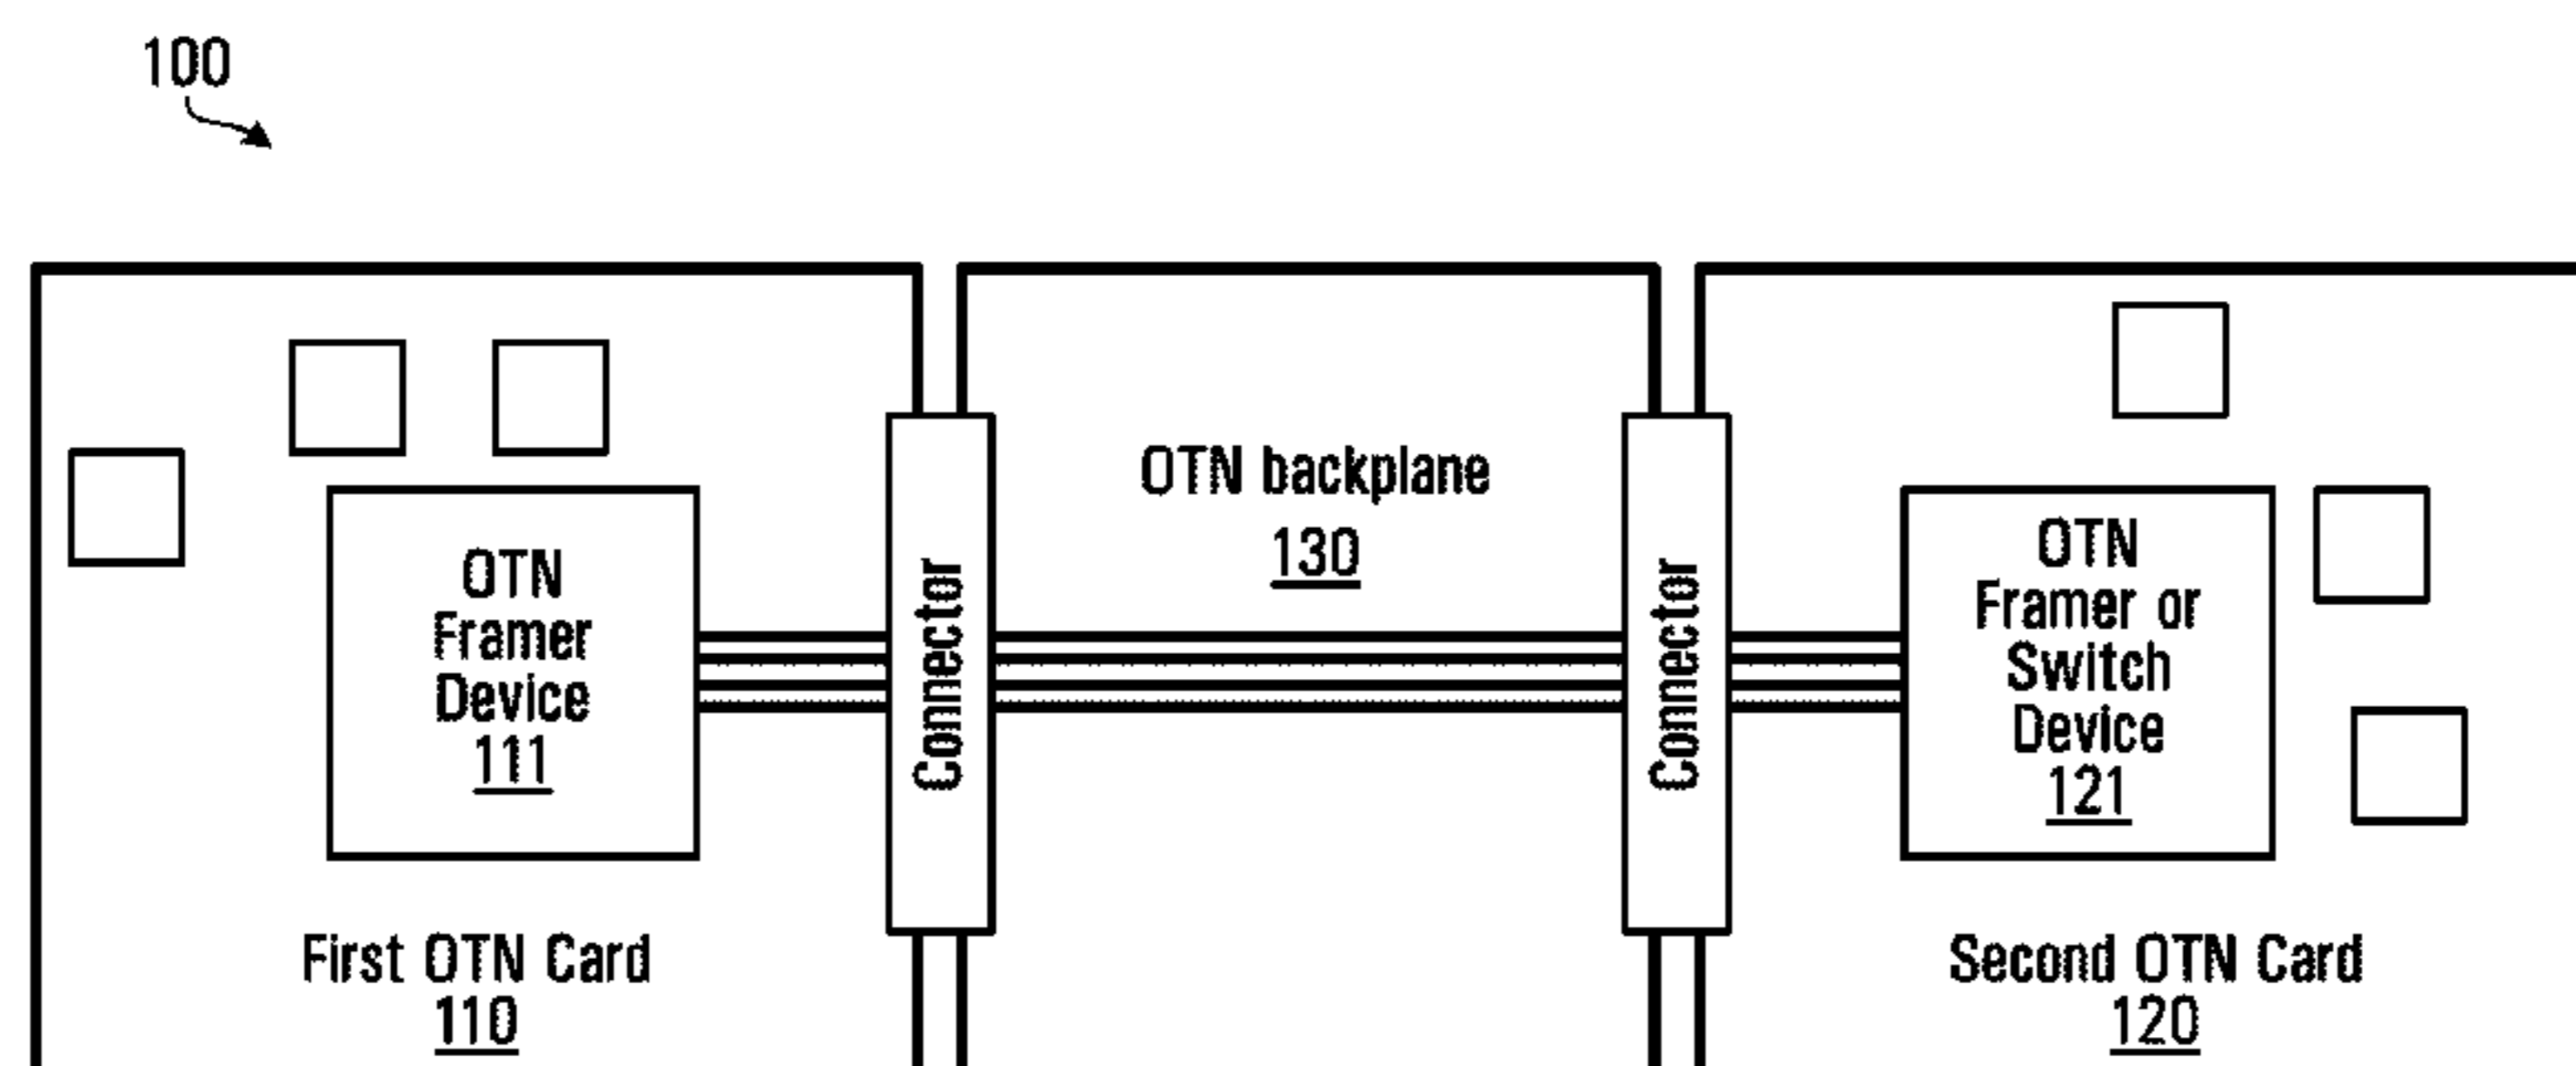 100
OTN backplane
130
OTN
Framer
Device
111
Connector
Connector
OTN
Framer or
Switch
Device
121
First OTN Card
110
Second OTN Card
120